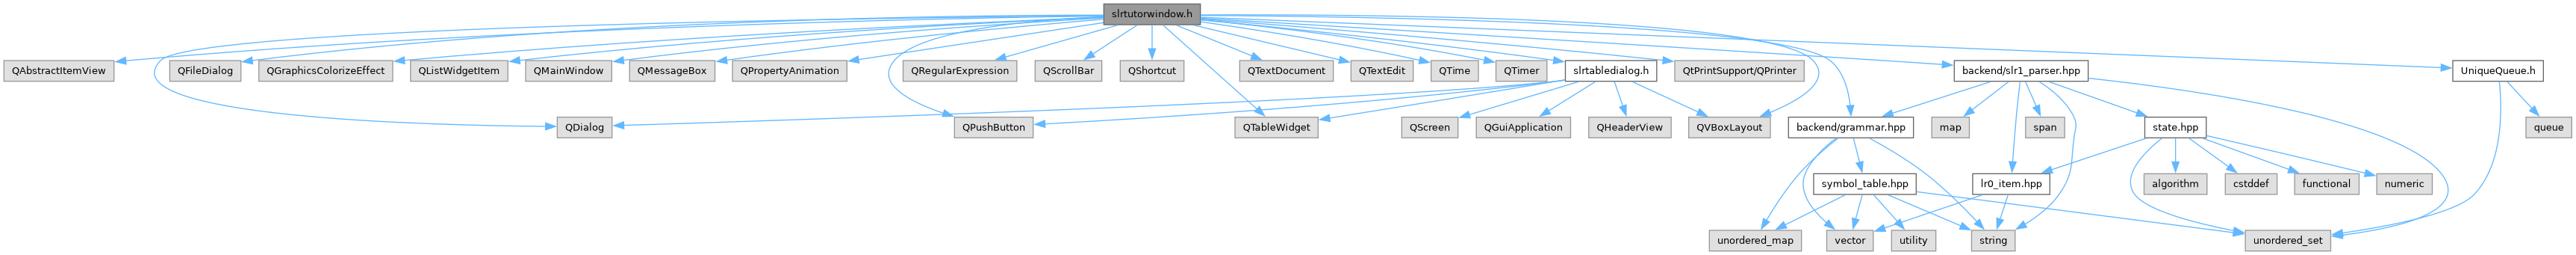 slrtutorwindow.h
QAbstractItemView
QFileDialog
QGraphicsColorizeEffect
QListWidgetItem
QMainWindow
QMessageBox
QPropertyAnimation
QRegularExpression
QScrollBar
QShortcut
QTextDocument
QTextEdit
QTime
QTimer
slrtabledialog.h
QtPrintSupport/QPrinter
backend/slr1_parser.hpp
UniqueQueue.h
QDialog
QPushButton
QTableWidget
QScreen
QGuiApplication
QHeaderView
QVBoxLayout
backend/grammar.hpp
map
span
state.hpp
queue
symbol_table.hpp
lr0_item.hpp
algorithm
cstddef
functional
numeric
unordered_map
vector
utility
string
unordered_set